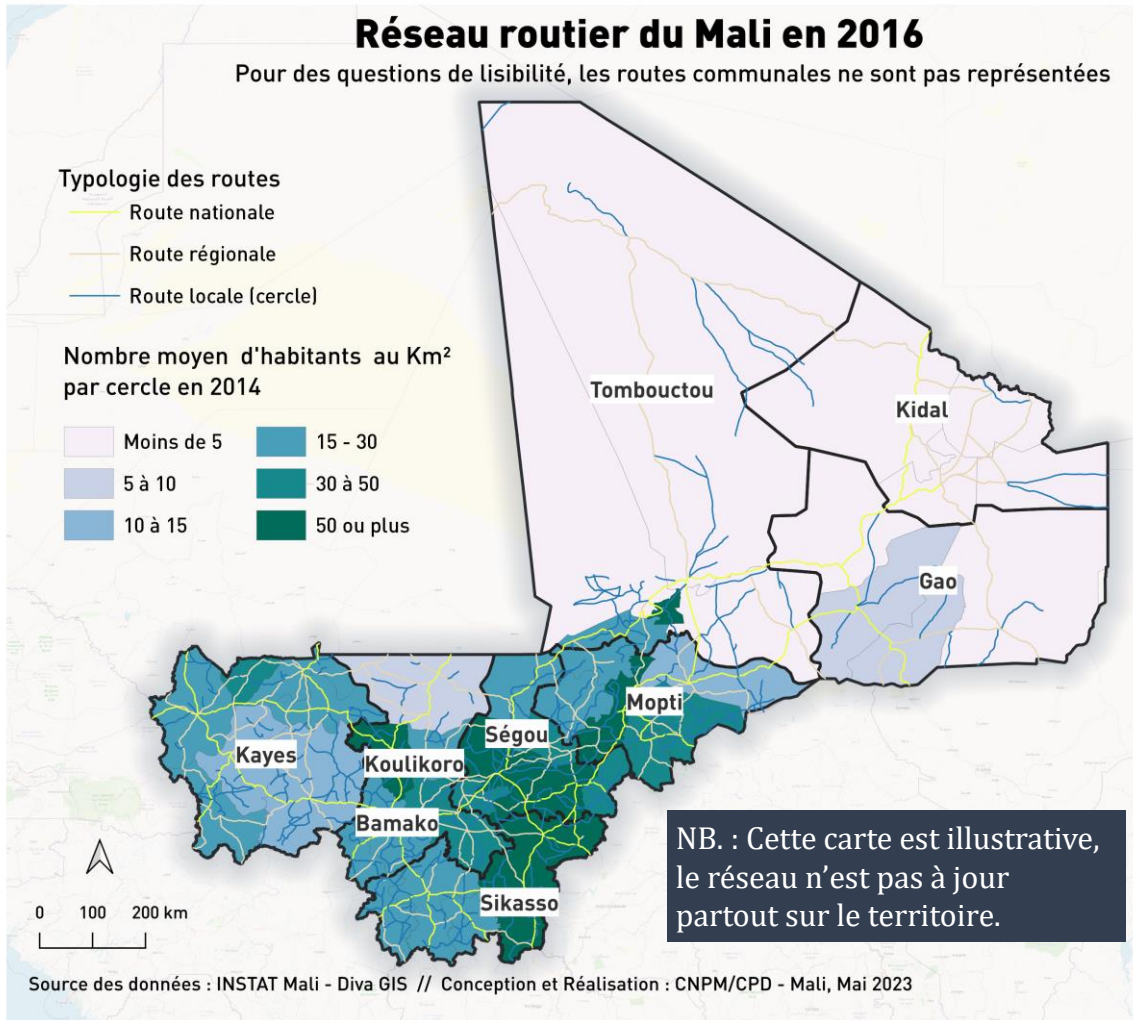 Réseau routier du Mali en 2016
Pour des questions de lisibilité, les routes communales ne sont pas représentées
Typologie des routes
Route nationale
Route régionale
Route locale (cercle)
Nombre moyen d'habitants au Km²
par cercle en 2014
Moins de 5
5 à 10
10 à 15
15 - 30
30 à 50
50 ou plus
Tombouctou
Kidal
Gao
Mopti
Ségou
Kayes
Koulikoro
Bamako
Sikasso
NB. : Cette carte est illustrative,
le réseau n’est pas à jour
partout sur le territoire.
0 100 200 km
Source des données : INSTAT Mali - Diva GIS // Conception et Réalisation : CNPM/CPD - Mali, Mai 2023